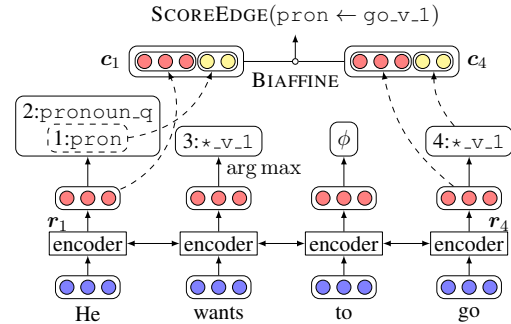 SCOREEDGE(pron ← go_v_1)
c1 c4
BIAFFINE
2:pronoun_q
1:pron 3:*_v_1 ϕ 4:*_v_1
arg max
r1 r4
encoder encoder encoder encoder
He wants to go